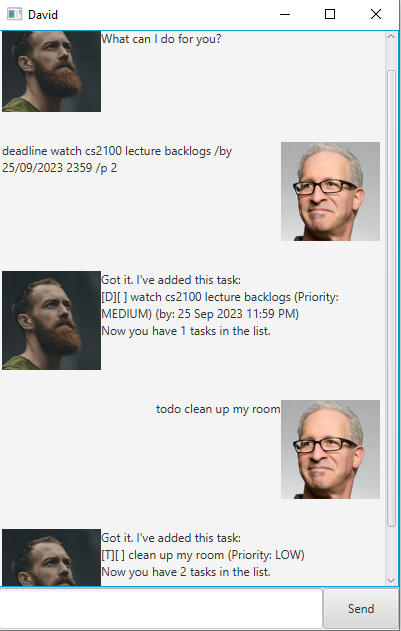 David
What can I do for you?
deadline watch cs2100 lecture backlogs /by
25/09/2023 2359 /p 2
Got it. I've added this task:
[D][ ] watch cs2100 lecture backlogs (Priority:
MEDIUM) (by: 25 Sep 2023 11:59 PM)
Now you have 1 tasks in the list.
todo clean up my room
Got it. I've added this task:
[T][ ] clean up my room (Priority: LOW)
Now you have 2 tasks in the list.
Send